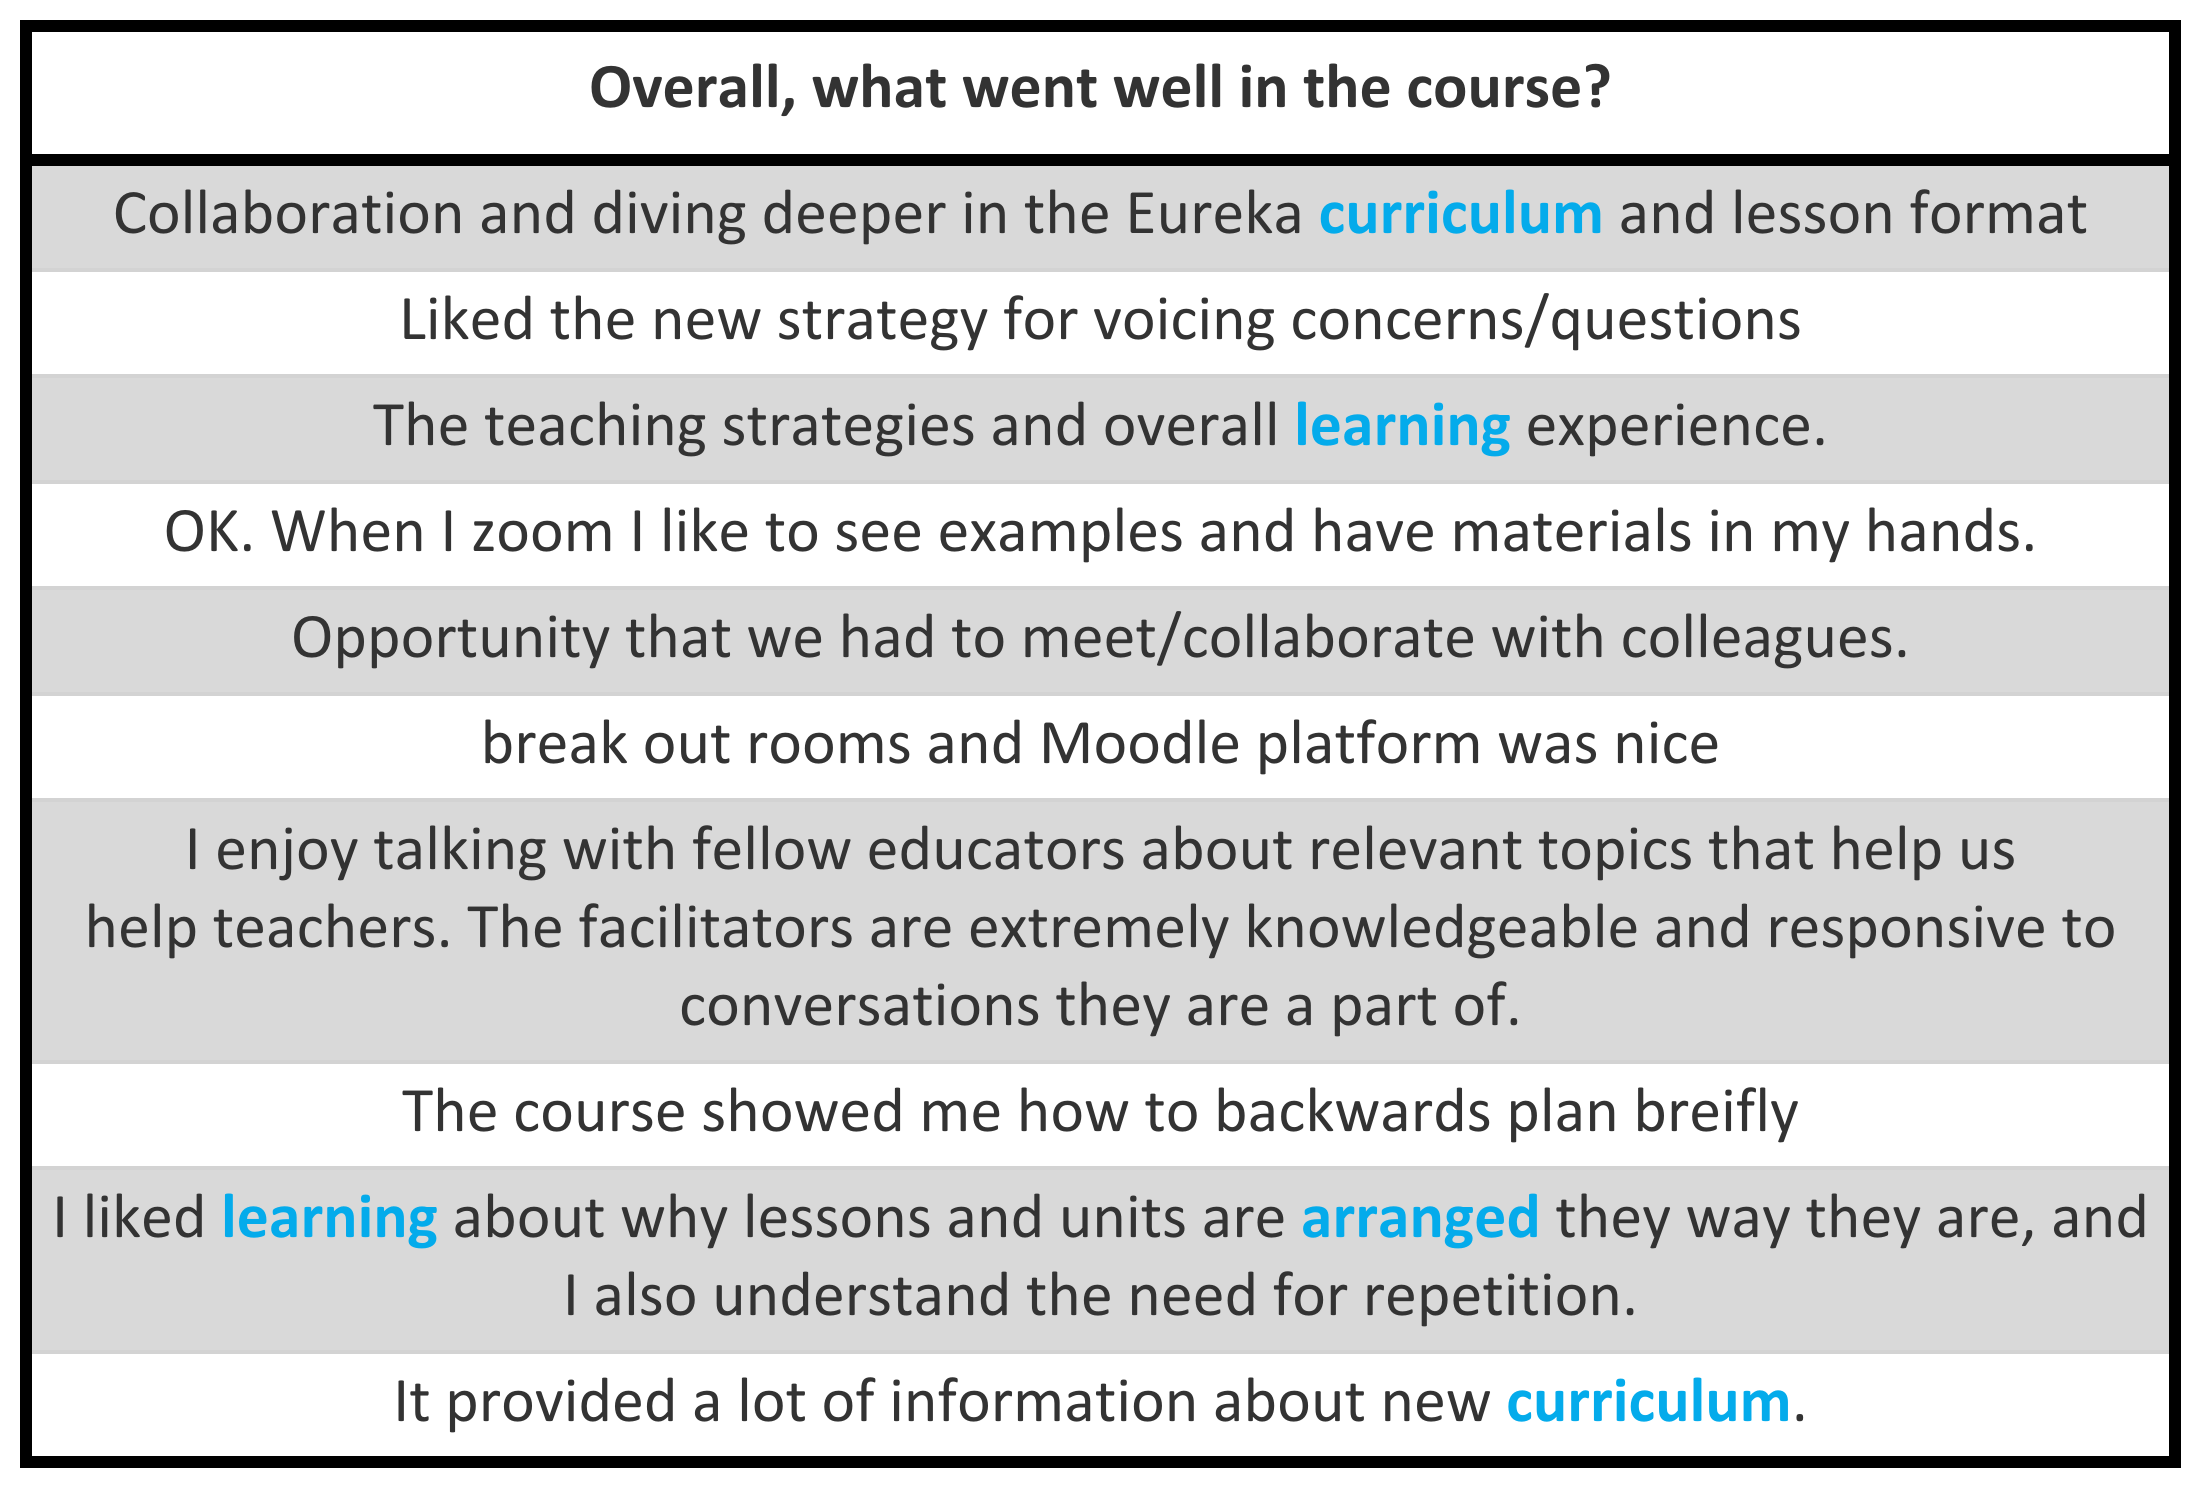 Overall, what went well in the course?
Collaboration and diving deeper in the Eureka curriculum and lesson format
Liked the new strategy for voicing concerns/questions
The teaching strategies and overall learning experience.
OK. When I zoom I like to see examples and have materials in my hands.
Opportunity that we had to meet/collaborate with colleagues.
break out rooms and Moodle platform was nice
I enjoy talking with fellow educators about relevant topics that help us
help teachers. The facilitators are extremely knowledgeable and responsive to
conversations they are a part of.
The course showed me how to backwards plan breifly
I liked learning about why lessons and units are arranged they way they are, and
I also understand the need for repetition.
It provided a lot of information about new curriculum.